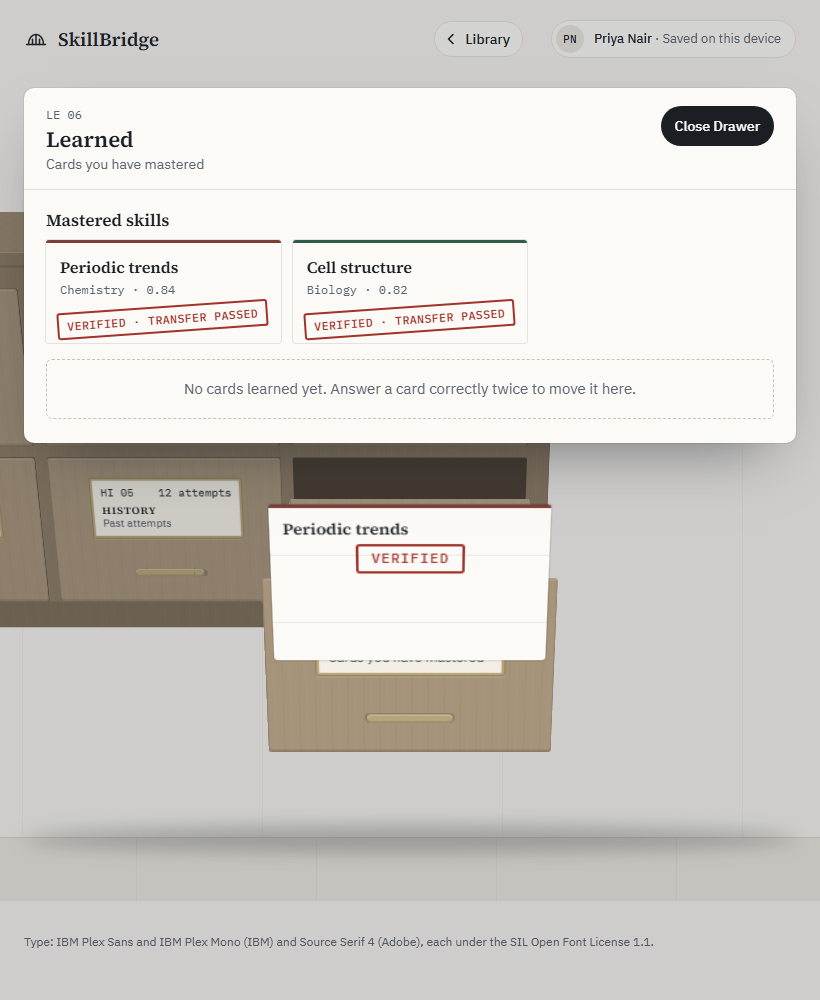 SkillBridge
Library
PN
Priya Nair · Saved on this device
LE 06
Learned
Cards you have mastered
Close Drawer
Mastered skills
Periodic trends
Chemistry · 0.84
VERIFIED · TRANSFER PASSED
Cell structure
Biology · 0.82
VERIFIED · TRANSFER PASSED
No cards learned yet. Answer a card correctly twice to move it here.
HI 05 12 attempts
HISTORY
Past attempts
Periodic trends
VERIFIED
Cards you have mastered
Type: IBM Plex Sans and IBM Plex Mono (IBM) and Source Serif 4 (Adobe), each under the SIL Open Font License 1.1.